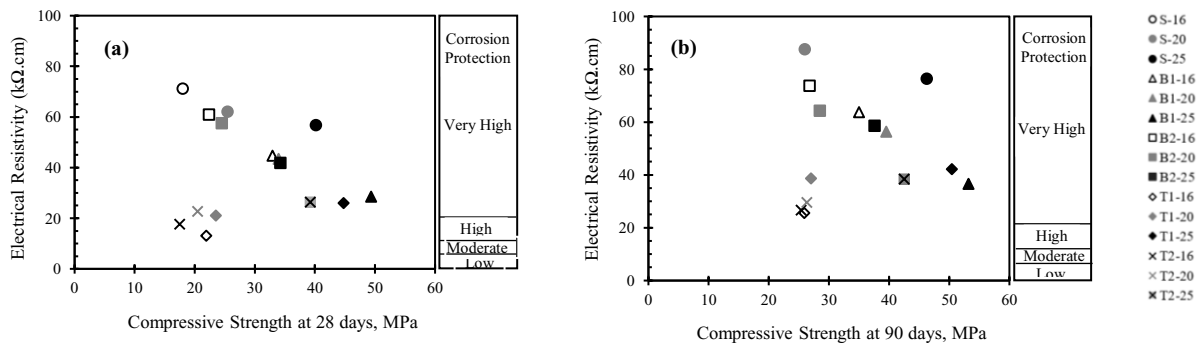 (a)
Electrical Resistivity (kΩ.cm)
100
80
60
40
20
0
0 10 20 30 40 50 60
Compressive Strength at 28 days, MPa
Corrosion
Protection
Very High
High
Moderate
Low
(b)
Electrical Resistivity (kΩ.cm)
100
80
60
40
20
0
0 10 20 30 40 50 60
Compressive Strength at 90 days, MPa
Corrosion
Protection
Very High
High
Moderate
Low
S-16
S-20
S-25
B1-16
B1-20
B1-25
B2-16
B2-20
B2-25
T1-16
T1-20
T1-25
T2-16
T2-20
T2-25